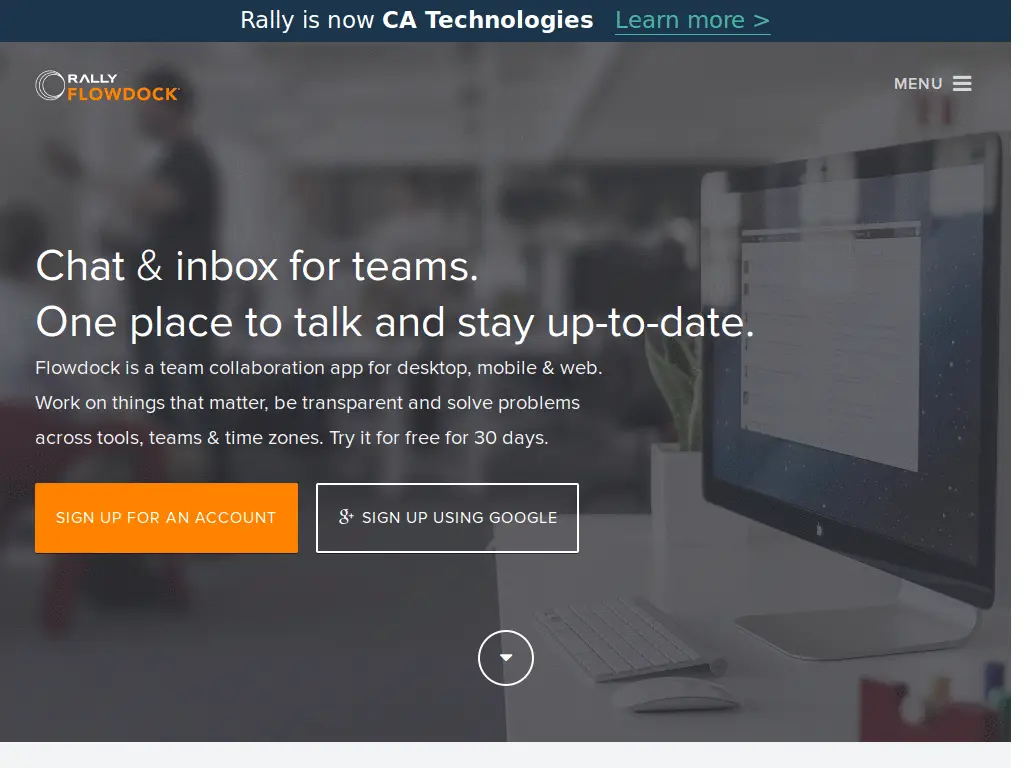 Rally is now CA Technologies Learn more >
RALLY
FLOWDOCK
MENU
Chat & inbox for teams.
One place to talk and stay up-to-date.
Flowdock is a team collaboration app for desktop, mobile & web.
Work on things that matter, be transparent and solve problems
across tools, teams & time zones. Try it for free for 30 days.
SIGN UP FOR AN ACCOUNT
g+ SIGN UP USING GOOGLE